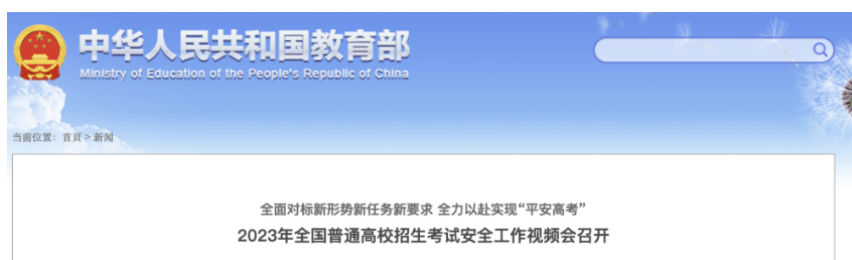 中华人民共和国教育部
Ministry of Education of the People's Republic of China
当前位置: 首页 > 新闻
全面对标新形势新任务新要求 全力以赴实现“平安高考”
2023年全国普通高校招生考试安全工作视频会召开